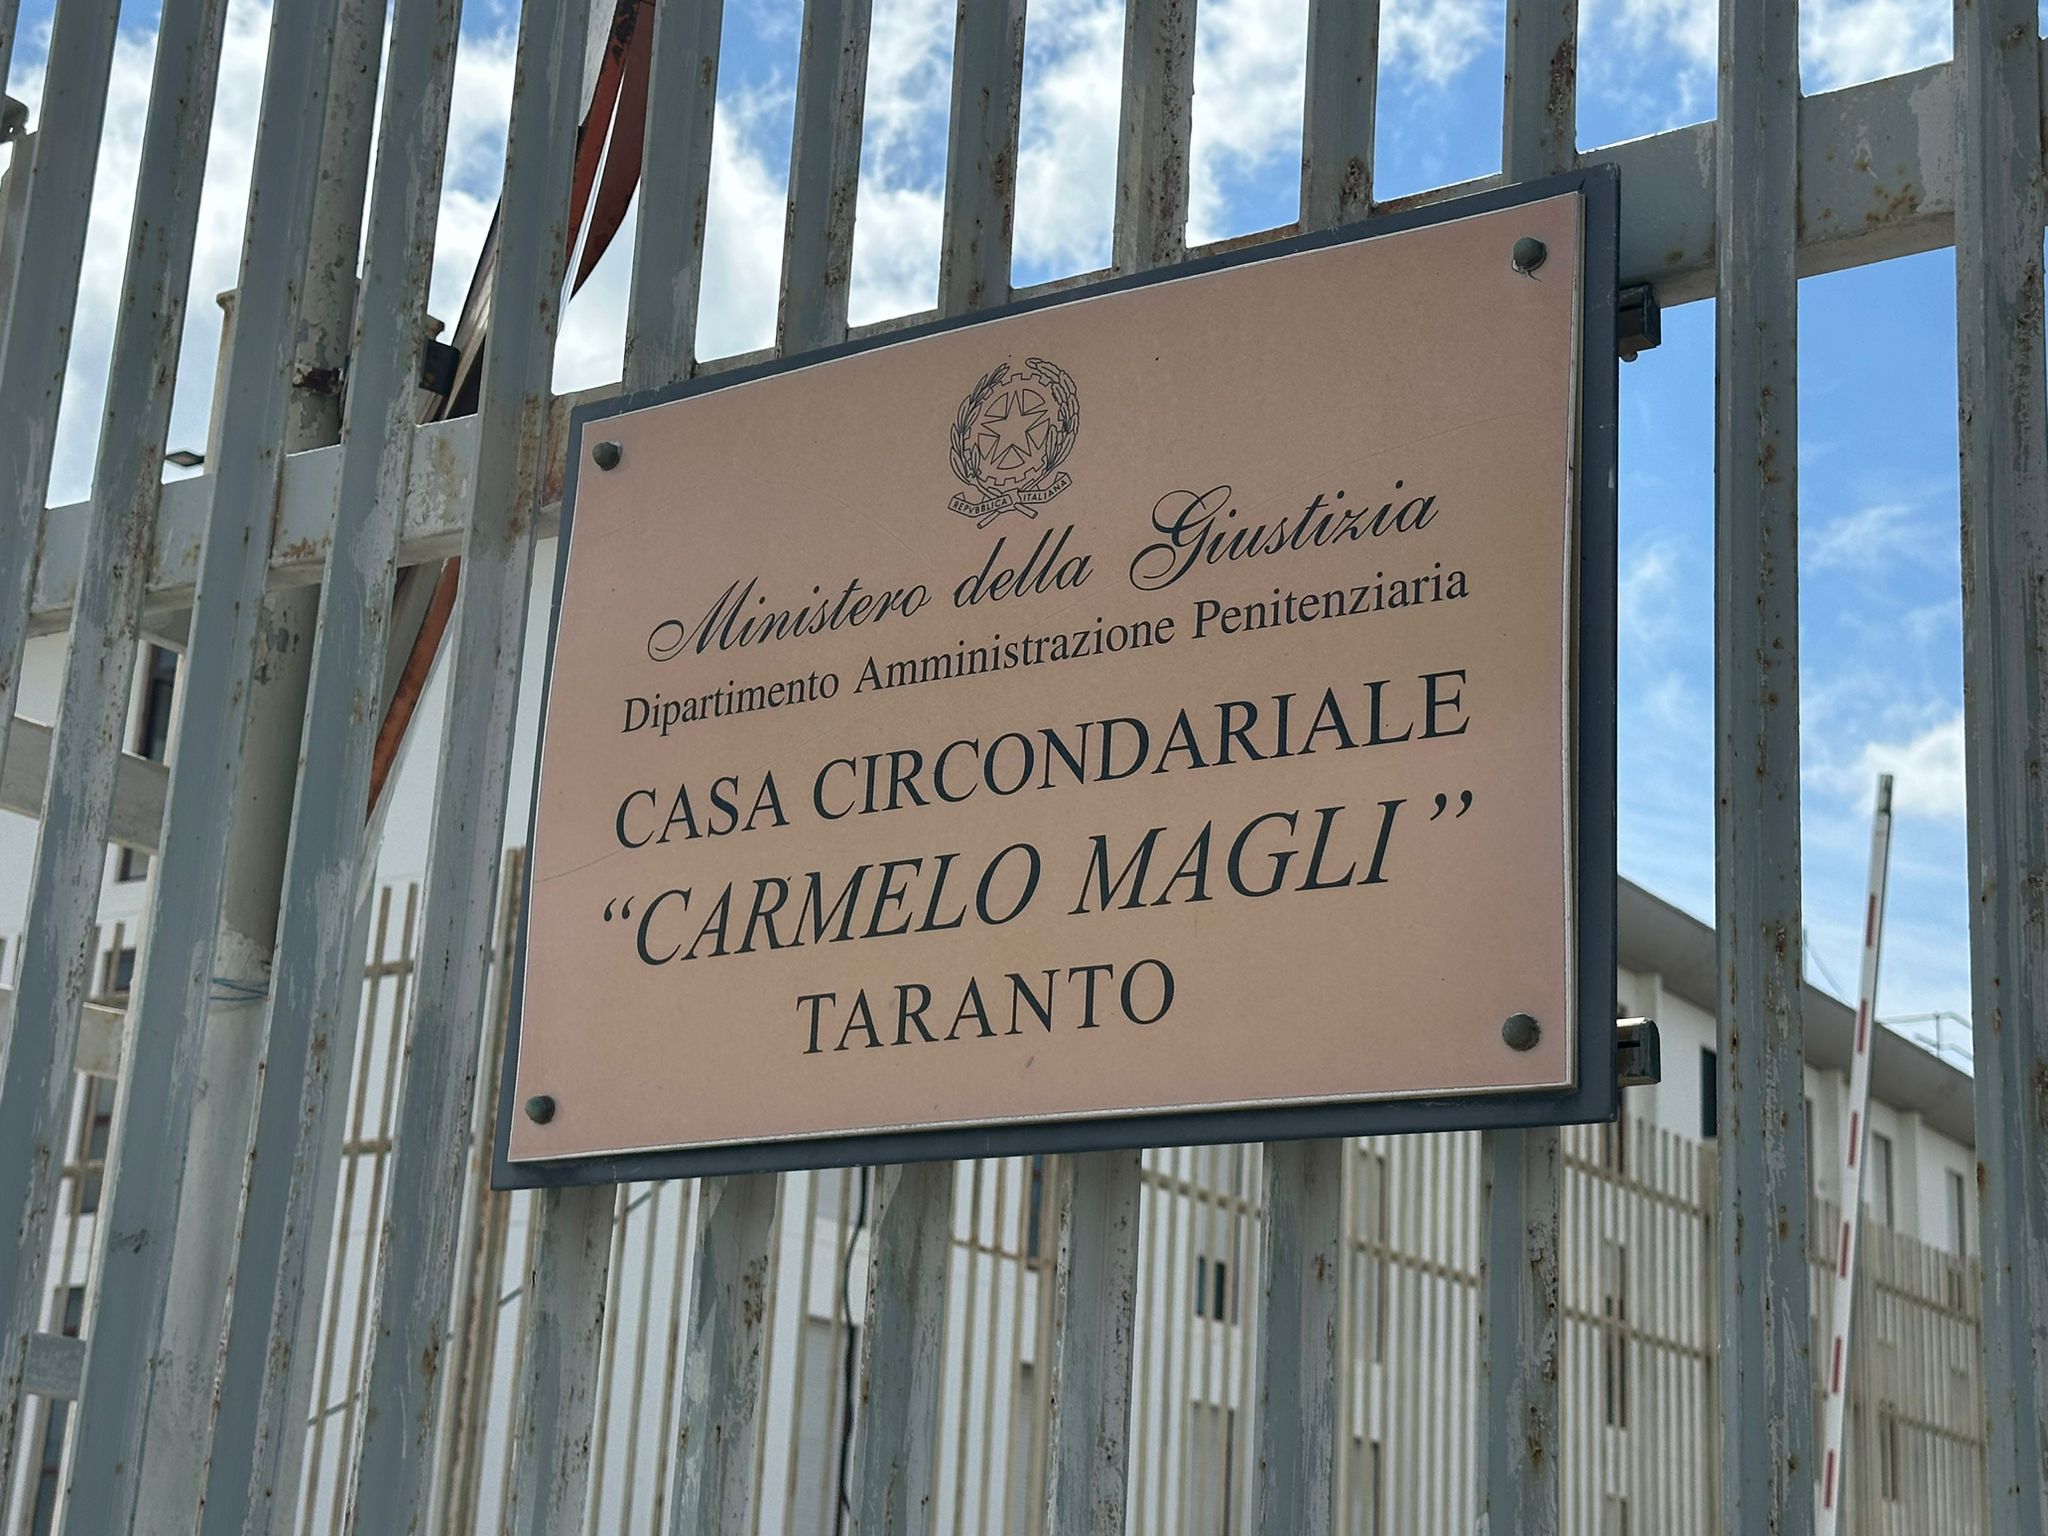 REPVBBLICA ITALIANA
Ministero della Giustizia
Dipartimento Amministrazione Penitenziaria
CASA CIRCONDARIALE
“CARMELO MAGLI”
TARANTO